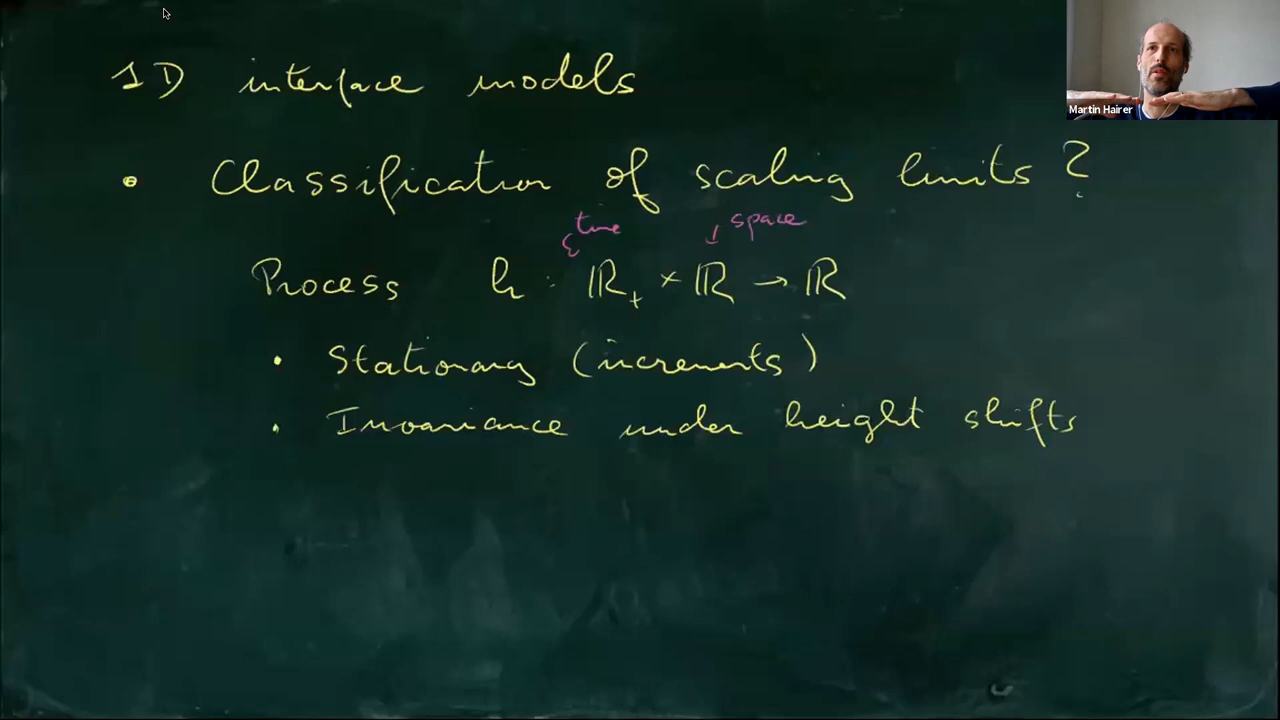 1D interface models
Martin Hairer
• Classification of scaling limits ?
time space
Process h : ℝ₊ × ℝ → ℝ
• Stationary (increments)
• Invariance under height shifts